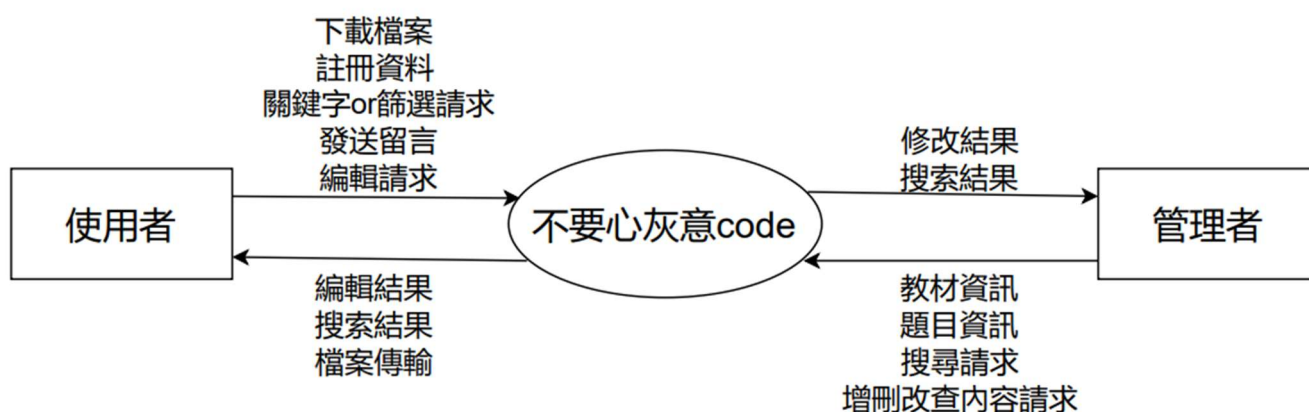 下載檔案
註冊資料
關鍵字or篩選請求
發送留言
編輯請求
使用者
編輯結果
搜索結果
檔案傳輸
不要心灰意code
修改結果
搜索結果
管理者
教材資訊
題目資訊
搜尋請求
增刪改查內容請求